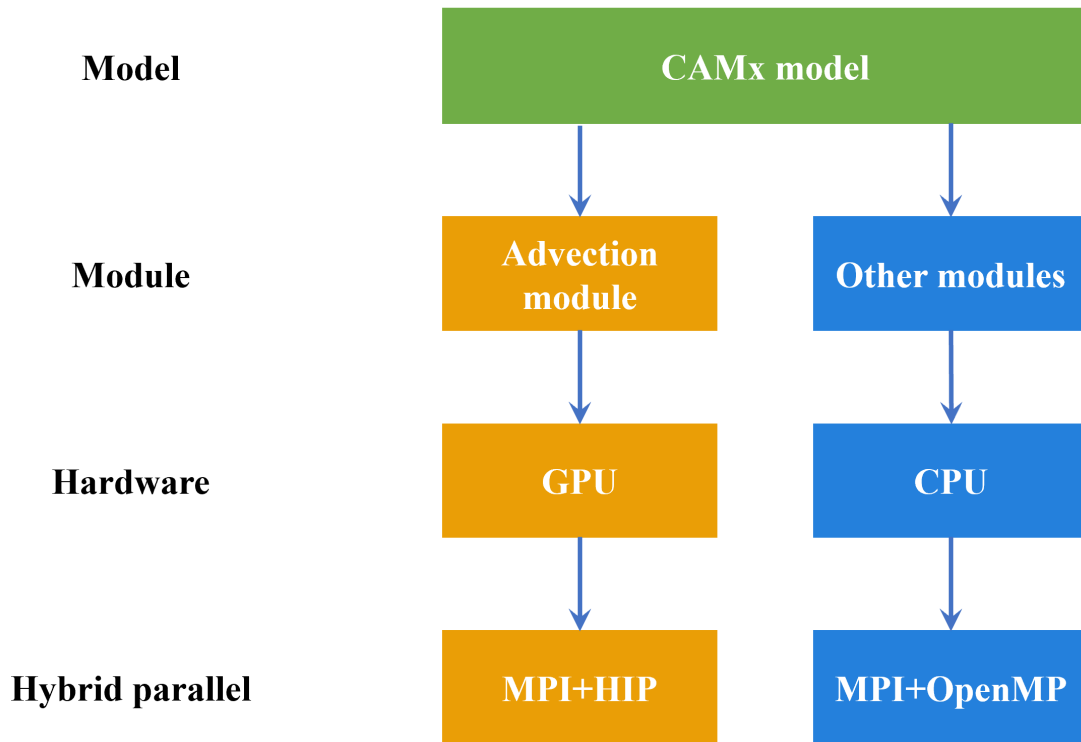 Model
CAMx model
Module
Advection
module
Other modules
Hardware
GPU
CPU
Hybrid parallel
MPI+HIP
MPI+OpenMP